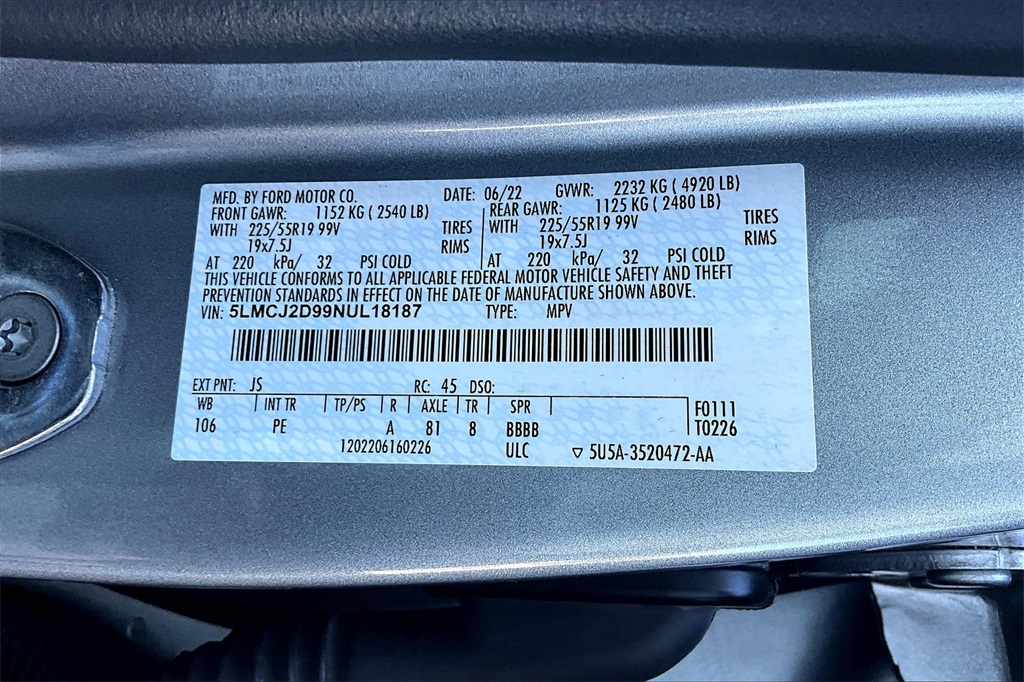 MFD. BY FORD MOTOR CO. DATE: 06/22 GVWR: 2232 KG ( 4920 LB)
FRONT GAWR: 1152 KG ( 2540 LB) REAR GAWR: 1125 KG ( 2480 LB)
WITH 225/55R19 99V TIRES WITH 225/55R19 99V TIRES
19x7.5J RIMS 19x7.5J RIMS
AT 220 kPa/ 32 PSI COLD AT 220 kPa/ 32 PSI COLD
THIS VEHICLE CONFORMS TO ALL APPLICABLE FEDERAL MOTOR VEHICLE SAFETY AND THEFT
PREVENTION STANDARDS IN EFFECT ON THE DATE OF MANUFACTURE SHOWN ABOVE.
VIN: 5LMCJ2D99NUL18187 TYPE: MPV
EXT PNT: JS RC: 45 DSO:
WB INT TR TP/PS R AXLE TR SPR F0111
106 PE A 81 8 BBBB T0226
1202206160226 ULC ▽ 5U5A-3520472-AA